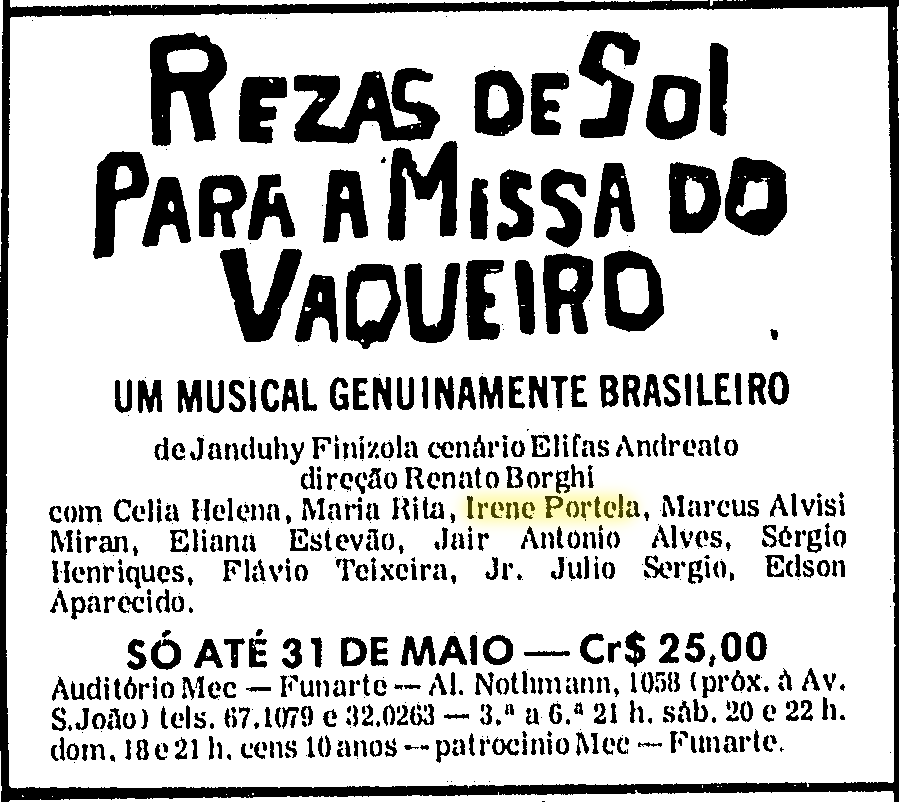 REZAS DE SOL
PARA A MISSA DO
VAQUEIRO
UM MUSICAL GENUINAMENTE BRASILEIRO
de Janduhy Finizola cenário Elifas Andreato
direção Renato Borghi
com Celia Helena, Maria Rita, Irene Portela, Marcus Alvisi
Miran, Eliana Estevão, Jair Antonio Alves, Sérgio
Henriques, Flávio Teixeira, Jr. Julio Sergio, Edson
Aparecido.
SÓ ATÉ 31 DE MAIO — Cr$ 25,00
Auditório Mec — Funarte — Al. Nothmann, 1058 (próx. à Av.
S.João) tels. 67.1079 e 32.0263 — 3.ª a 6.ª 21 h. sáb. 20 e 22 h.
dom. 18 e 21 h. cens 10 anos — patrocinio Mec — Funarte.